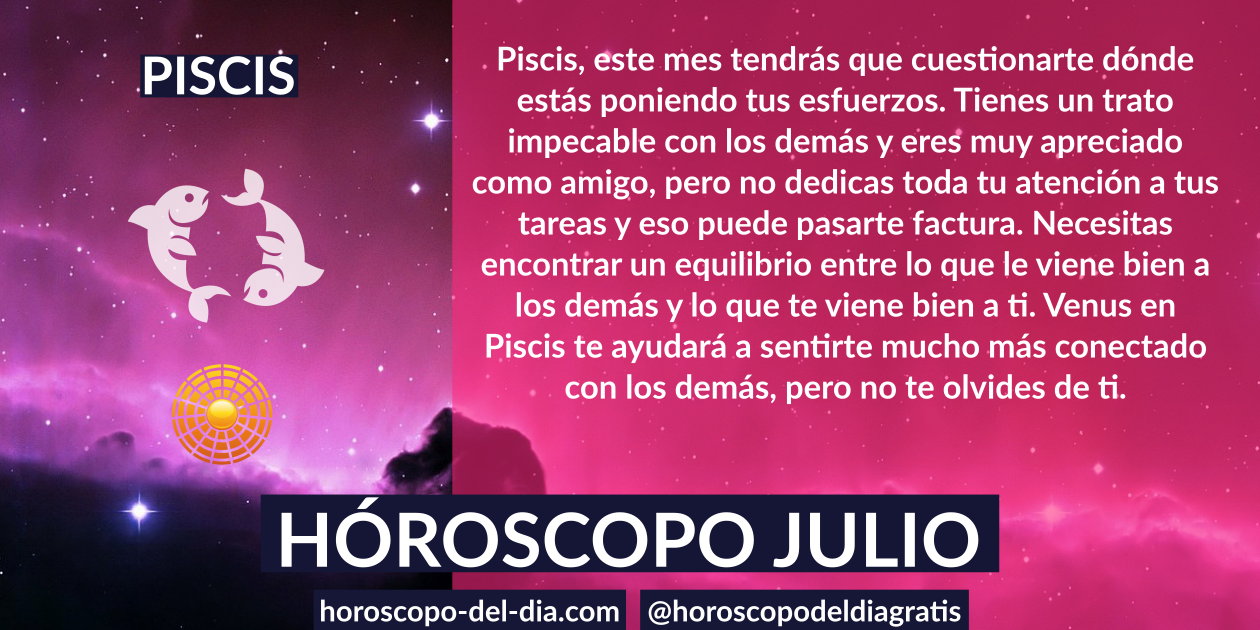 PISCIS
Piscis, este mes tendrás que cuestionarte dónde
estás poniendo tus esfuerzos. Tienes un trato
impecable con los demás y eres muy apreciado
como amigo, pero no dedicas toda tu atención a tus
tareas y eso puede pasarte factura. Necesitas
encontrar un equilibrio entre lo que le viene bien a
los demás y lo que te viene bien a ti. Venus en
Piscis te ayudará a sentirte mucho más conectado
con los demás, pero no te olvides de ti.
HÓROSCOPO JULIO
horoscopo-del-dia.com
@horoscopodeldiagratis